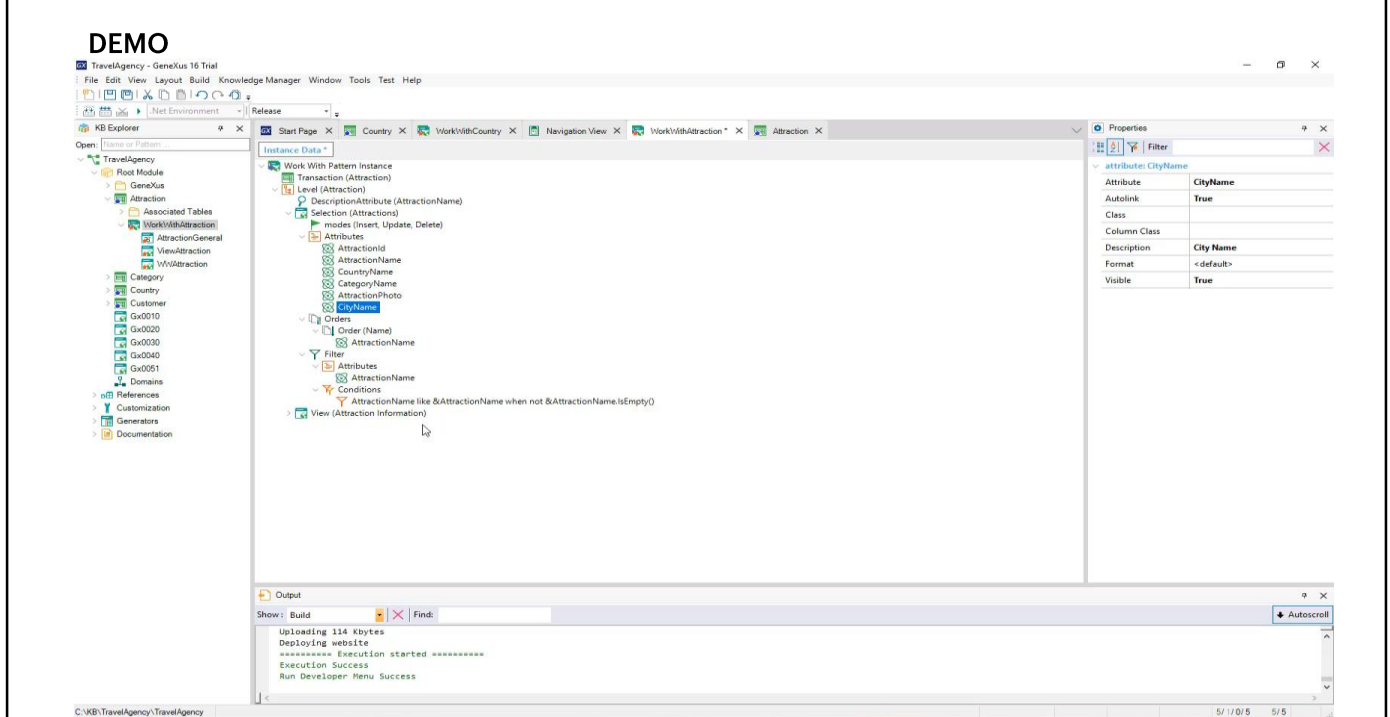 DEMO
TravelAgency - GeneXus 16 Trial
File Edit View Layout Build Knowledge Manager Window Tools Test Help
.Net Environment Release
KB Explorer
Open: Name or Pattern ...
TravelAgency
Root Module
GeneXus
Attraction
Associated Tables
WorkWithAttraction
AttractionGeneral
ViewAttraction
WWAttraction
Category
Country
Customer
Gx0010
Gx0020
Gx0030
Gx0040
Gx0051
Domains
References
Customization
Generators
Documentation
Start Page Country WorkWithCountry Navigation View WorkWithAttraction * Attraction
Instance Data *
Work With Pattern Instance
Transaction (Attraction)
Level (Attraction)
DescriptionAttribute (AttractionName)
Selection (Attractions)
modes (Insert, Update, Delete)
Attributes
AttractionId
AttractionName
CountryName
CategoryName
AttractionPhoto
CityName
Orders
Order (Name)
AttractionName
Filter
Attributes
AttractionName
Conditions
AttractionName like &AttractionName when not &AttractionName.IsEmpty()
View (Attraction Information)
Properties
Filter
attribute: CityName
Attribute CityName
Autolink True
Class
Column Class
Description City Name
Format <default>
Visible True
Output
Show: Build Find: Autoscroll
Uploading 114 Kbytes
Deploying website
========== Execution started ==========
Execution Success
Run Developer Menu Success
C:\KB\TravelAgency\TravelAgency 5/1/0/5 5/5